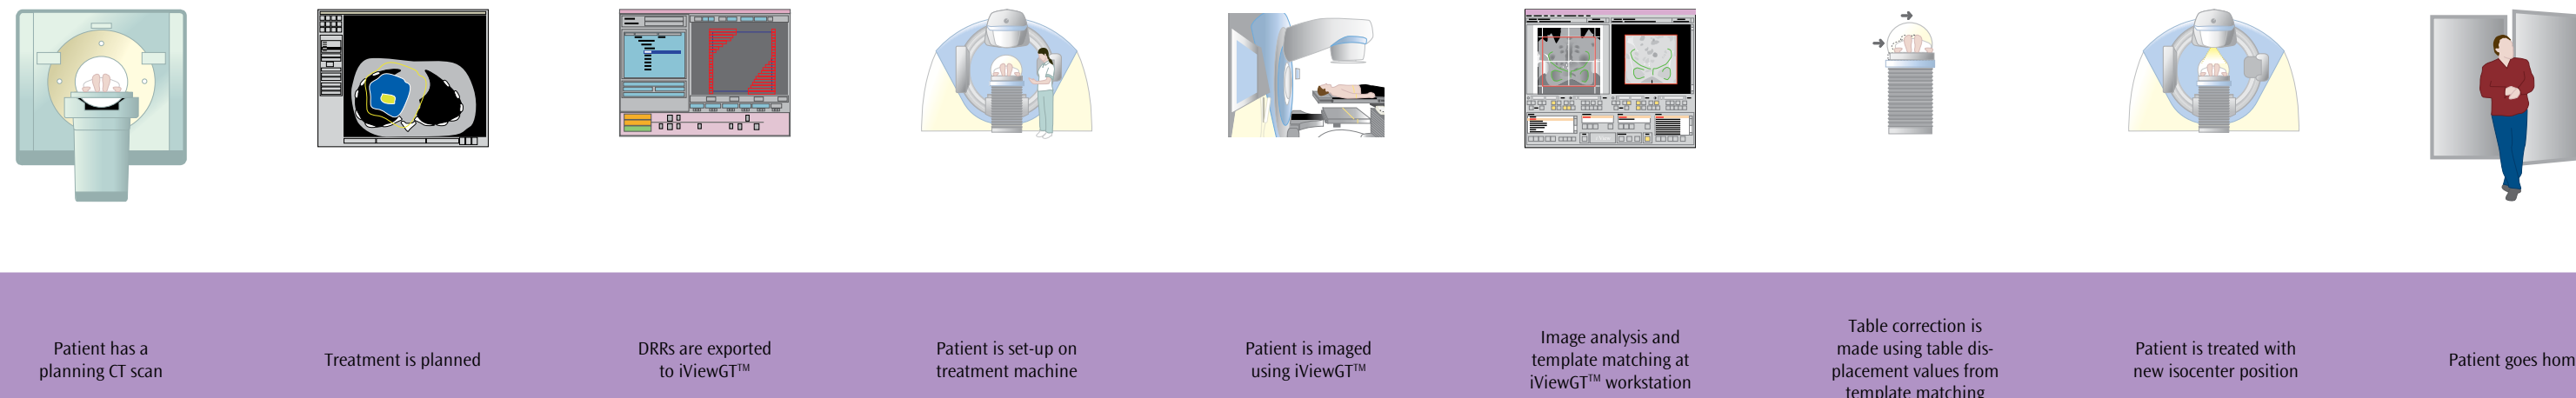 Patient has a
planning CT scan
Treatment is planned
DRRs are exported
to iViewGT™
Patient is set-up on
treatment machine
Patient is imaged
using iViewGT™
Image analysis and
template matching at
iViewGT™ workstation
Table correction is
made using table dis-
placement values from
template matching
Patient is treated with
new isocenter position
Patient goes hom